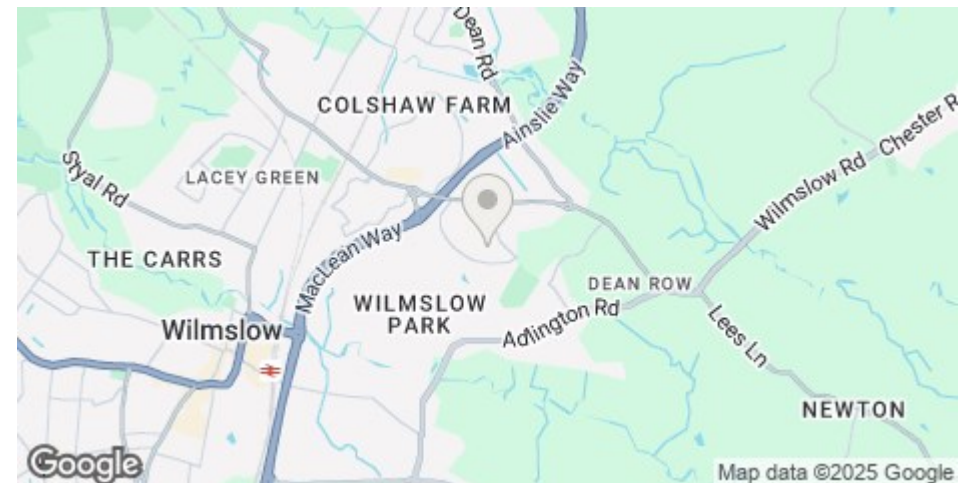 Dean Rd
COLSHAW FARM
Ainslie Way
Chester R
Wilmslow Rd
LACEY GREEN
Styal Rd
MacLean Way
THE CARRS
DEAN ROW
WILMSLOW
PARK
Adlington Rd
Wilmslow
Lees Ln
NEWTON
Google
Map data ©2025 Google